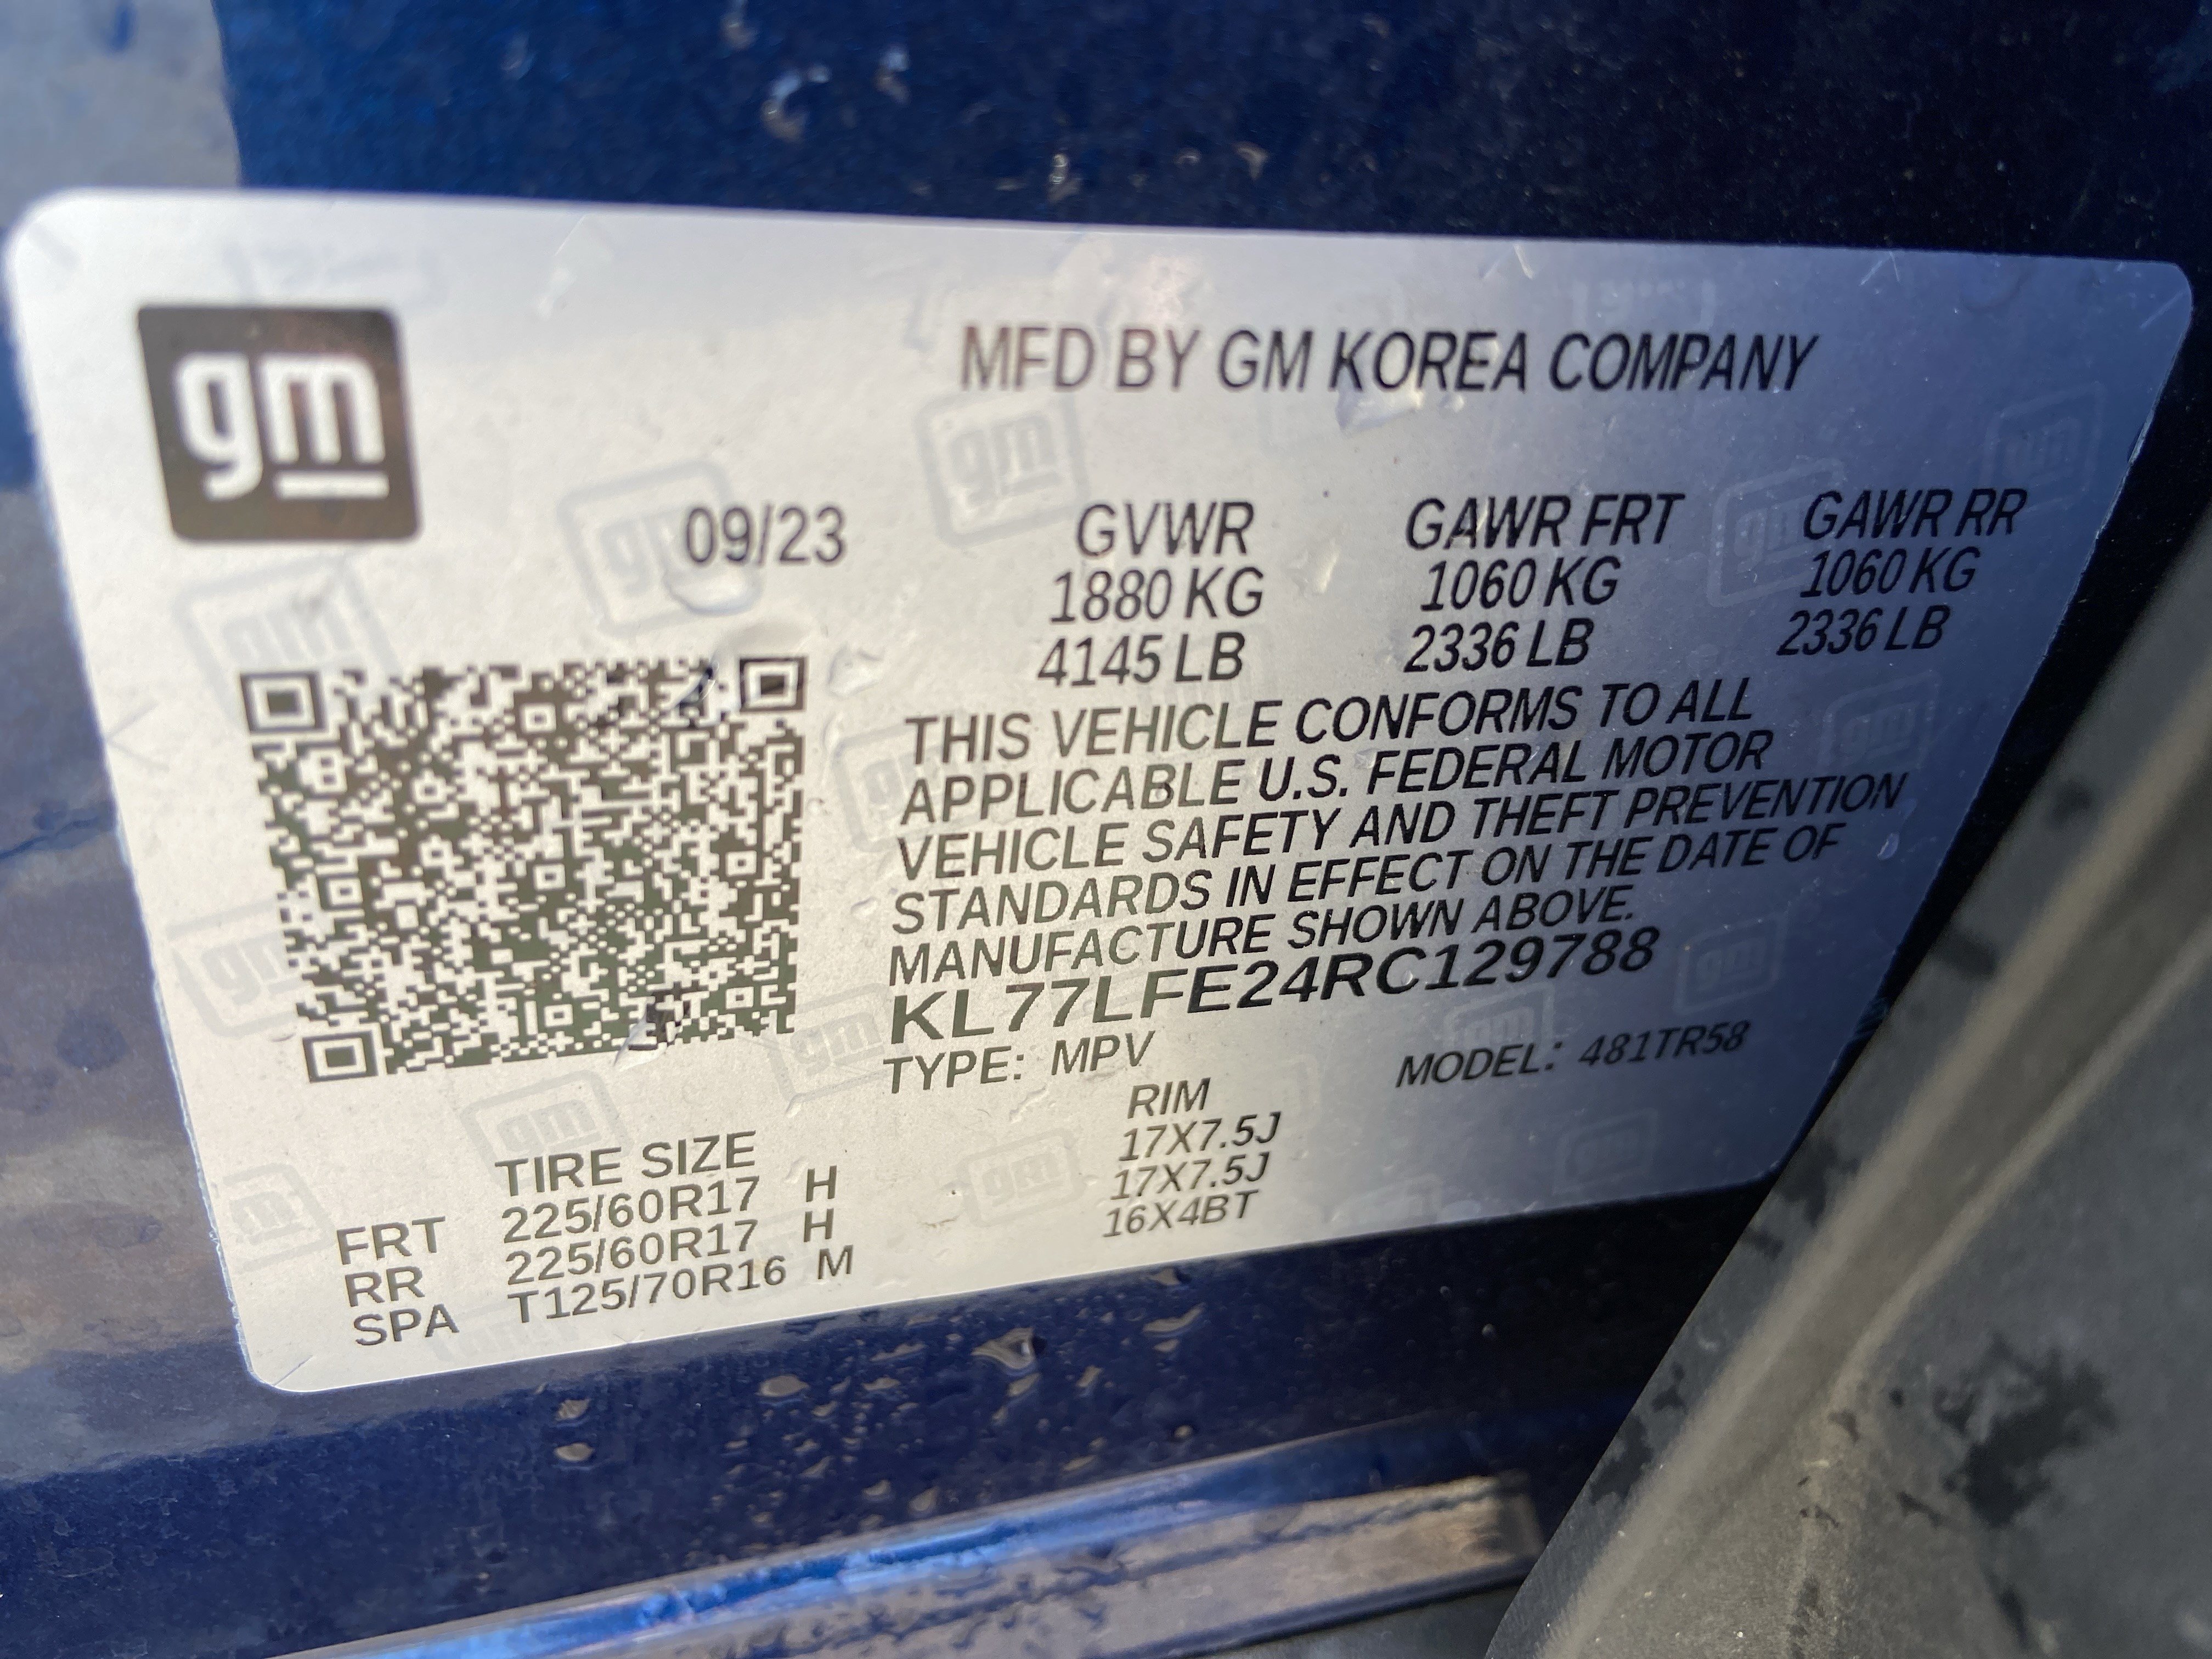 gm
MFD BY GM KOREA COMPANY
09/23 GVWR GAWR FRT GAWR RR
1880 KG 1060 KG 1060 KG
4145 LB 2336 LB 2336 LB
THIS VEHICLE CONFORMS TO ALL
APPLICABLE U.S. FEDERAL MOTOR
VEHICLE SAFETY AND THEFT PREVENTION
STANDARDS IN EFFECT ON THE DATE OF
MANUFACTURE SHOWN ABOVE.
KL77LFE24RC129788
TYPE: MPV MODEL: 481TR58
TIRE SIZE RIM
FRT 225/60R17 H 17X7.5J
RR 225/60R17 H 17X7.5J
SPA T125/70R16 M 16X4BT